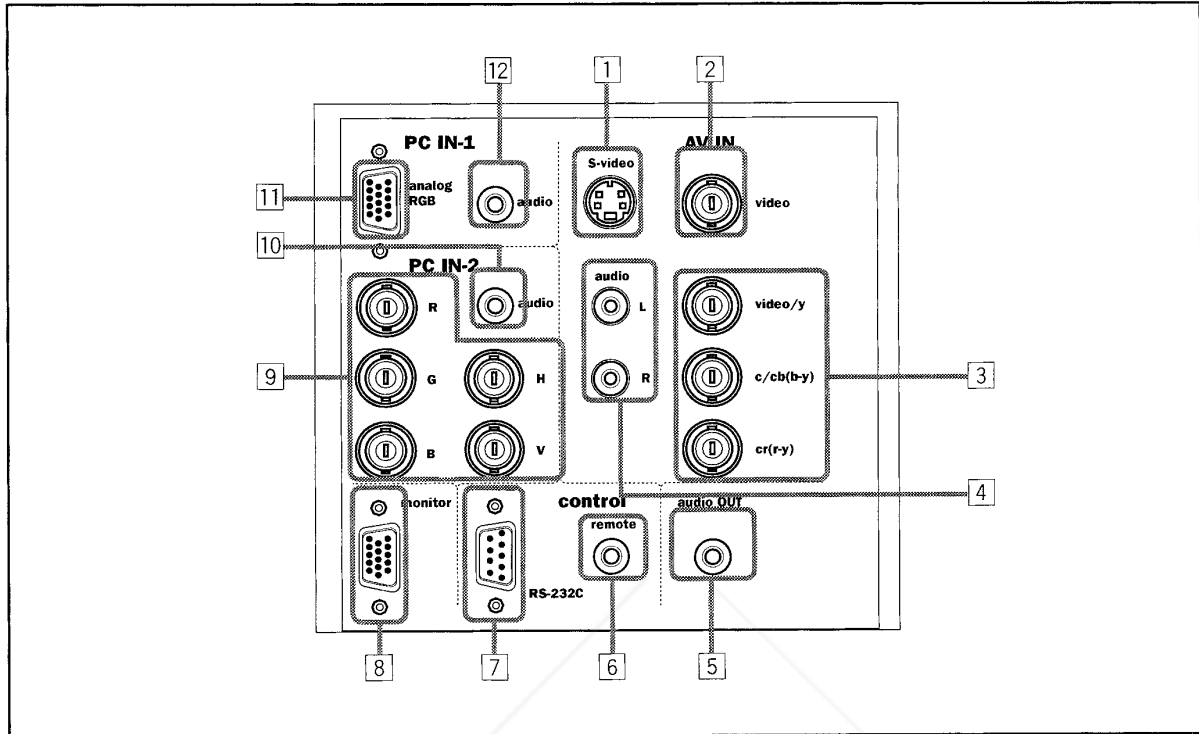 12
1
2
PC IN-1
AV IN
S-video
11
analog
RGB
audio
video
10
PC IN-2
audio
audio
R
L
video/y
9
G
H
R
c/cb(b-y)
3
B
V
cr(r-y)
4
monitor
control
audio OUT
remote
RS-232C
8
7
6
5